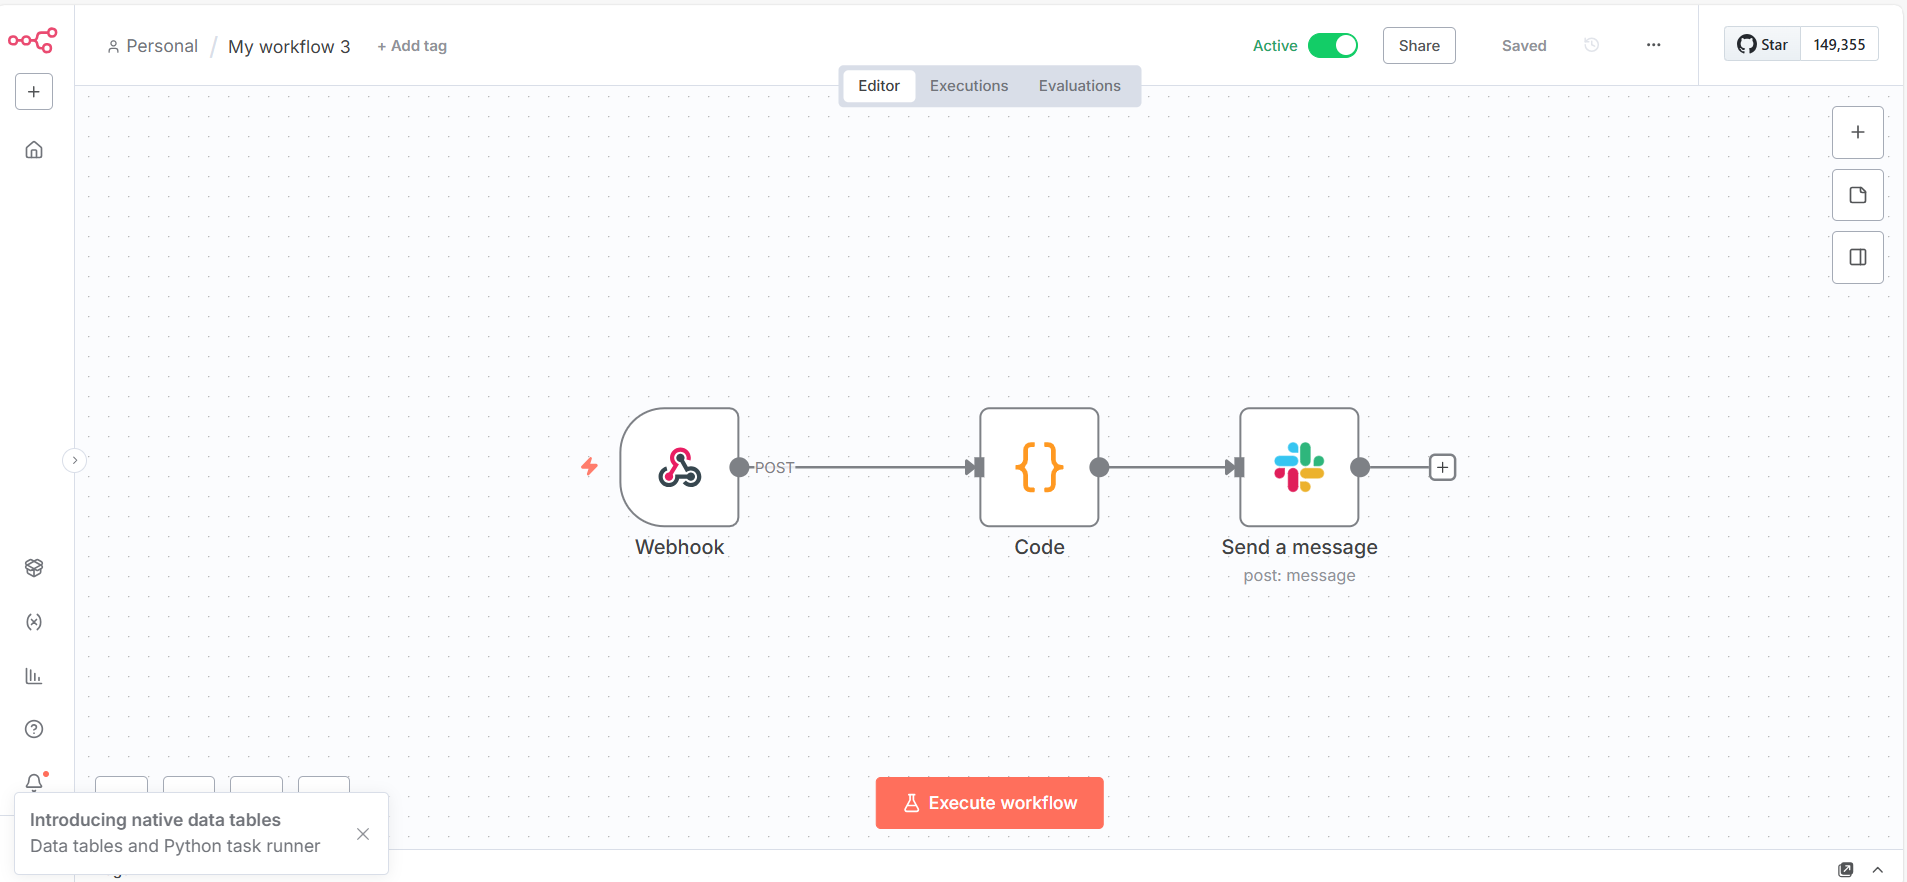 Personal / My workflow 3 + Add tag
Active
Share
Saved
Star 149,355
Editor Executions Evaluations
POST
Webhook
Code
Send a message
post: message
Execute workflow
Introducing native data tables
Data tables and Python task runner